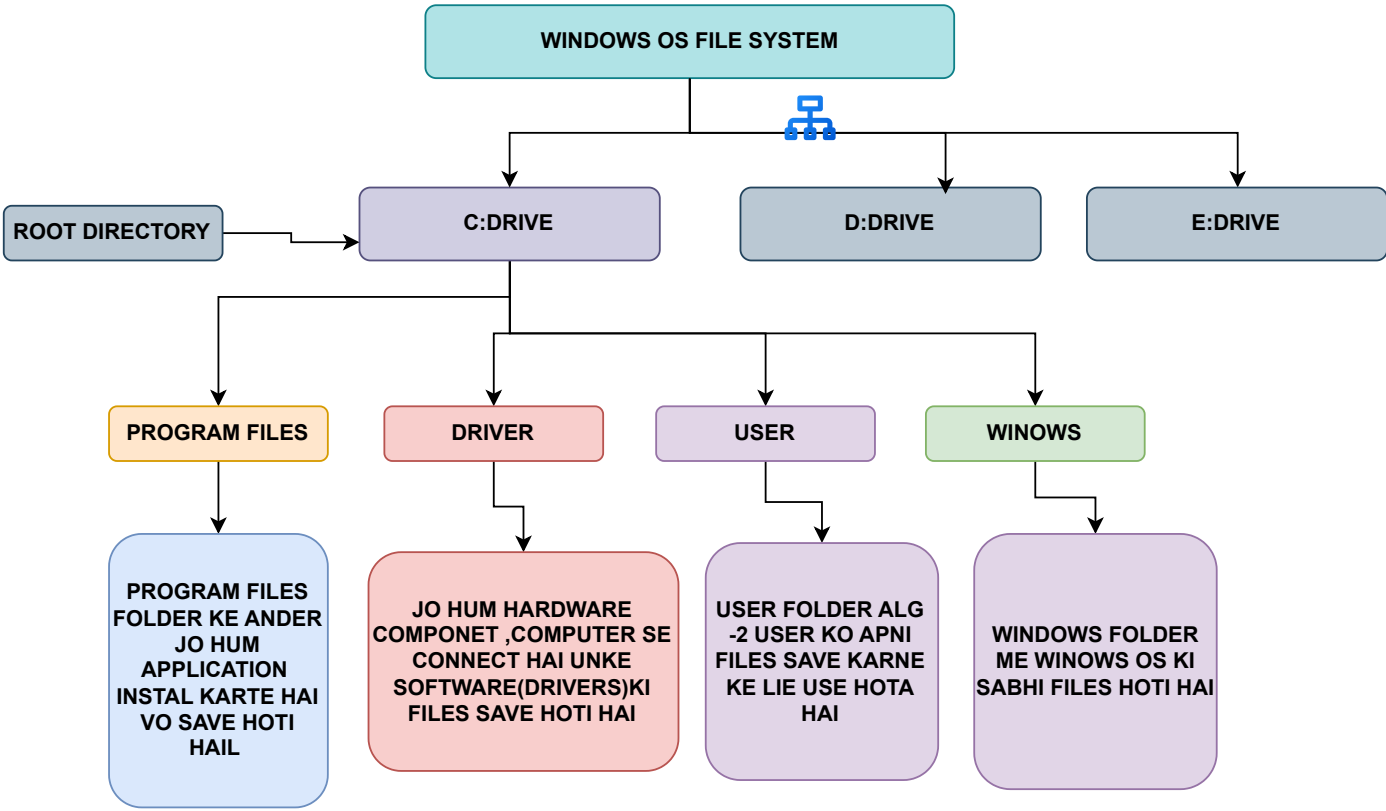 WINDOWS OS FILE SYSTEM
ROOT DIRECTORY
C:DRIVE
D:DRIVE
E:DRIVE
PROGRAM FILES
DRIVER
USER
WINOWS
PROGRAM FILES
FOLDER KE ANDER
JO HUM
APPLICATION
INSTAL KARTE HAI
VO SAVE HOTI
HAIL
JO HUM HARDWARE
COMPONET ,COMPUTER SE
CONNECT HAI UNKE
SOFTWARE(DRIVERS)KI
FILES SAVE HOTI HAI
USER FOLDER ALG
-2 USER KO APNI
FILES SAVE KARNE
KE LIE USE HOTA
HAI
WINDOWS FOLDER
ME WINOWS OS KI
SABHI FILES HOTI HAI